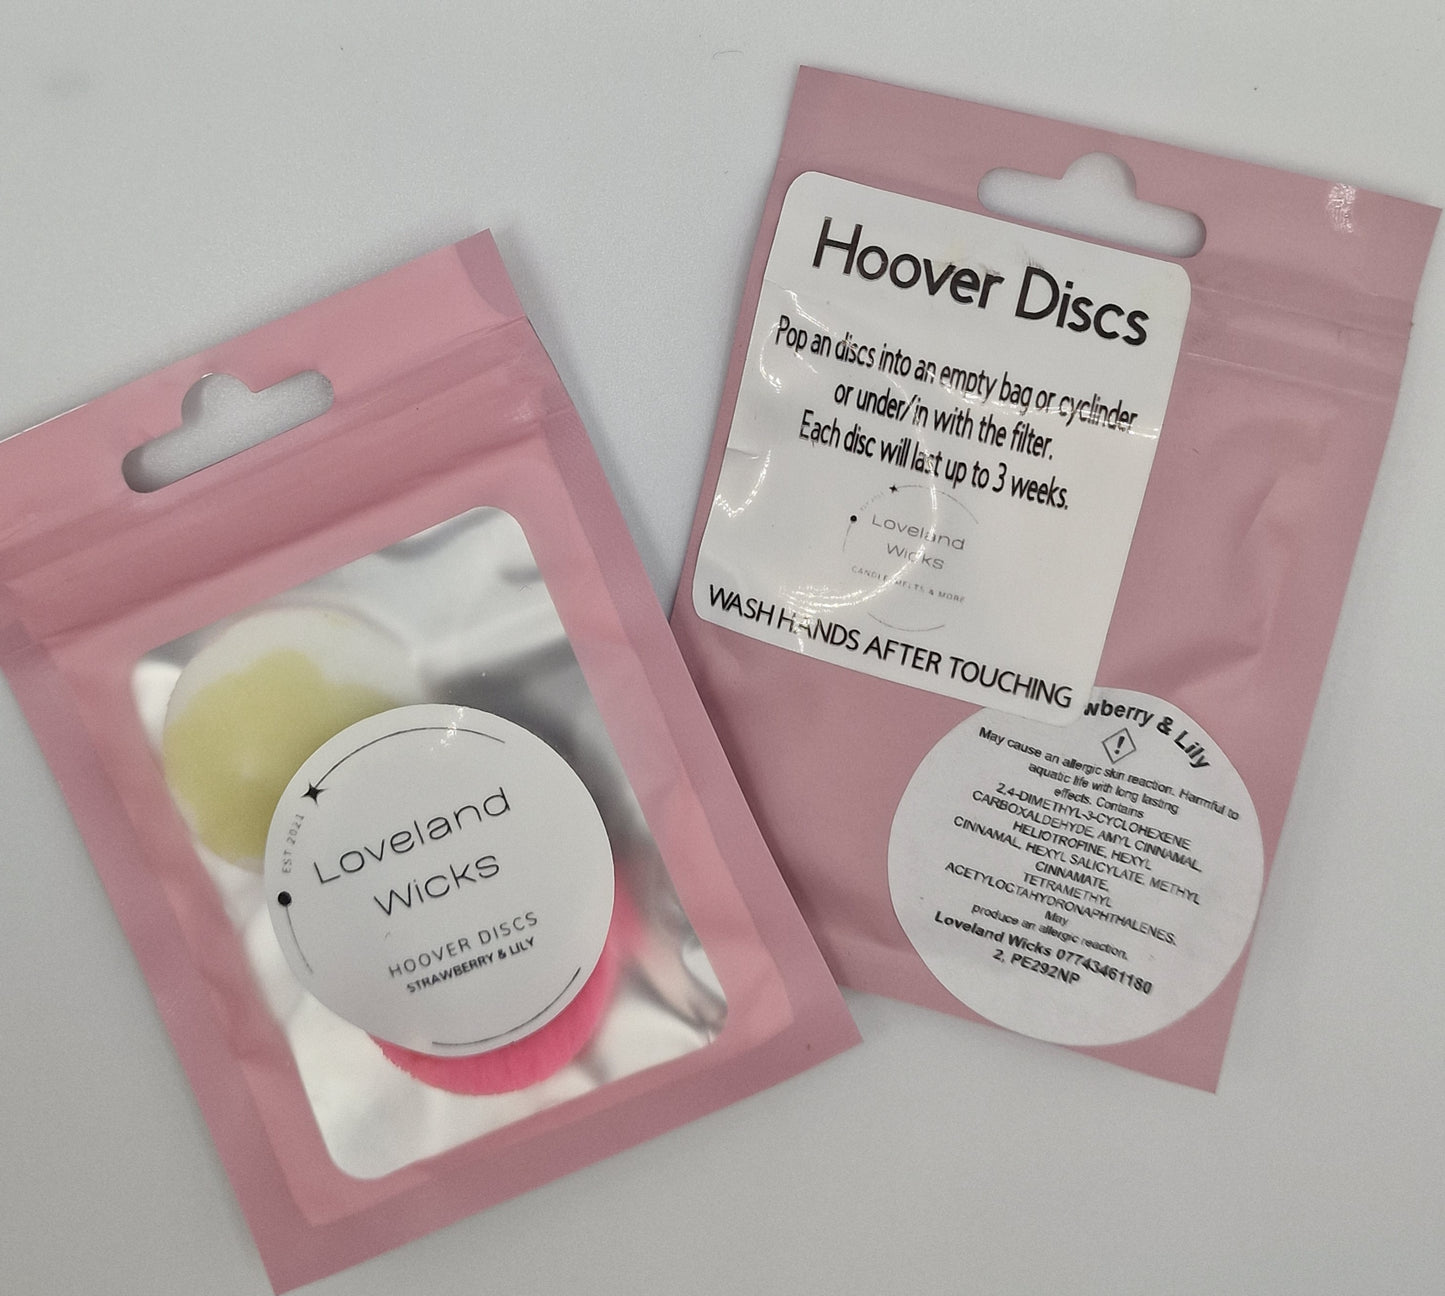 EST 2021
Loveland
Wicks
HOOVER DISCS
STRAWBERRY & LILY
Hoover Discs
Pop an discs into an empty bag or cyclinder
or under/in with the filter.
Each disc will last up to 3 weeks.
Loveland
Wicks
CANDLE, MELTS & MORE
WASH HANDS AFTER TOUCHING
wberry & Lily
May cause an allergic skin reaction. Harmful to
aquatic life with long lasting
effects. Contains
2,4-DIMETHYL-3-CYCLOHEXENE
CARBOXALDEHYDE, AMYL CINNAMAL,
HELIOTROFINE, HEXYL
CINNAMAL, HEXYL SALICYLATE, METHYL
CINNAMATE,
TETRAMETHYL
ACETYLOCTAHYDRONAPHTHALENES.
May
produce an allergic reaction.
Loveland Wicks 07743461180
2, PE292NP